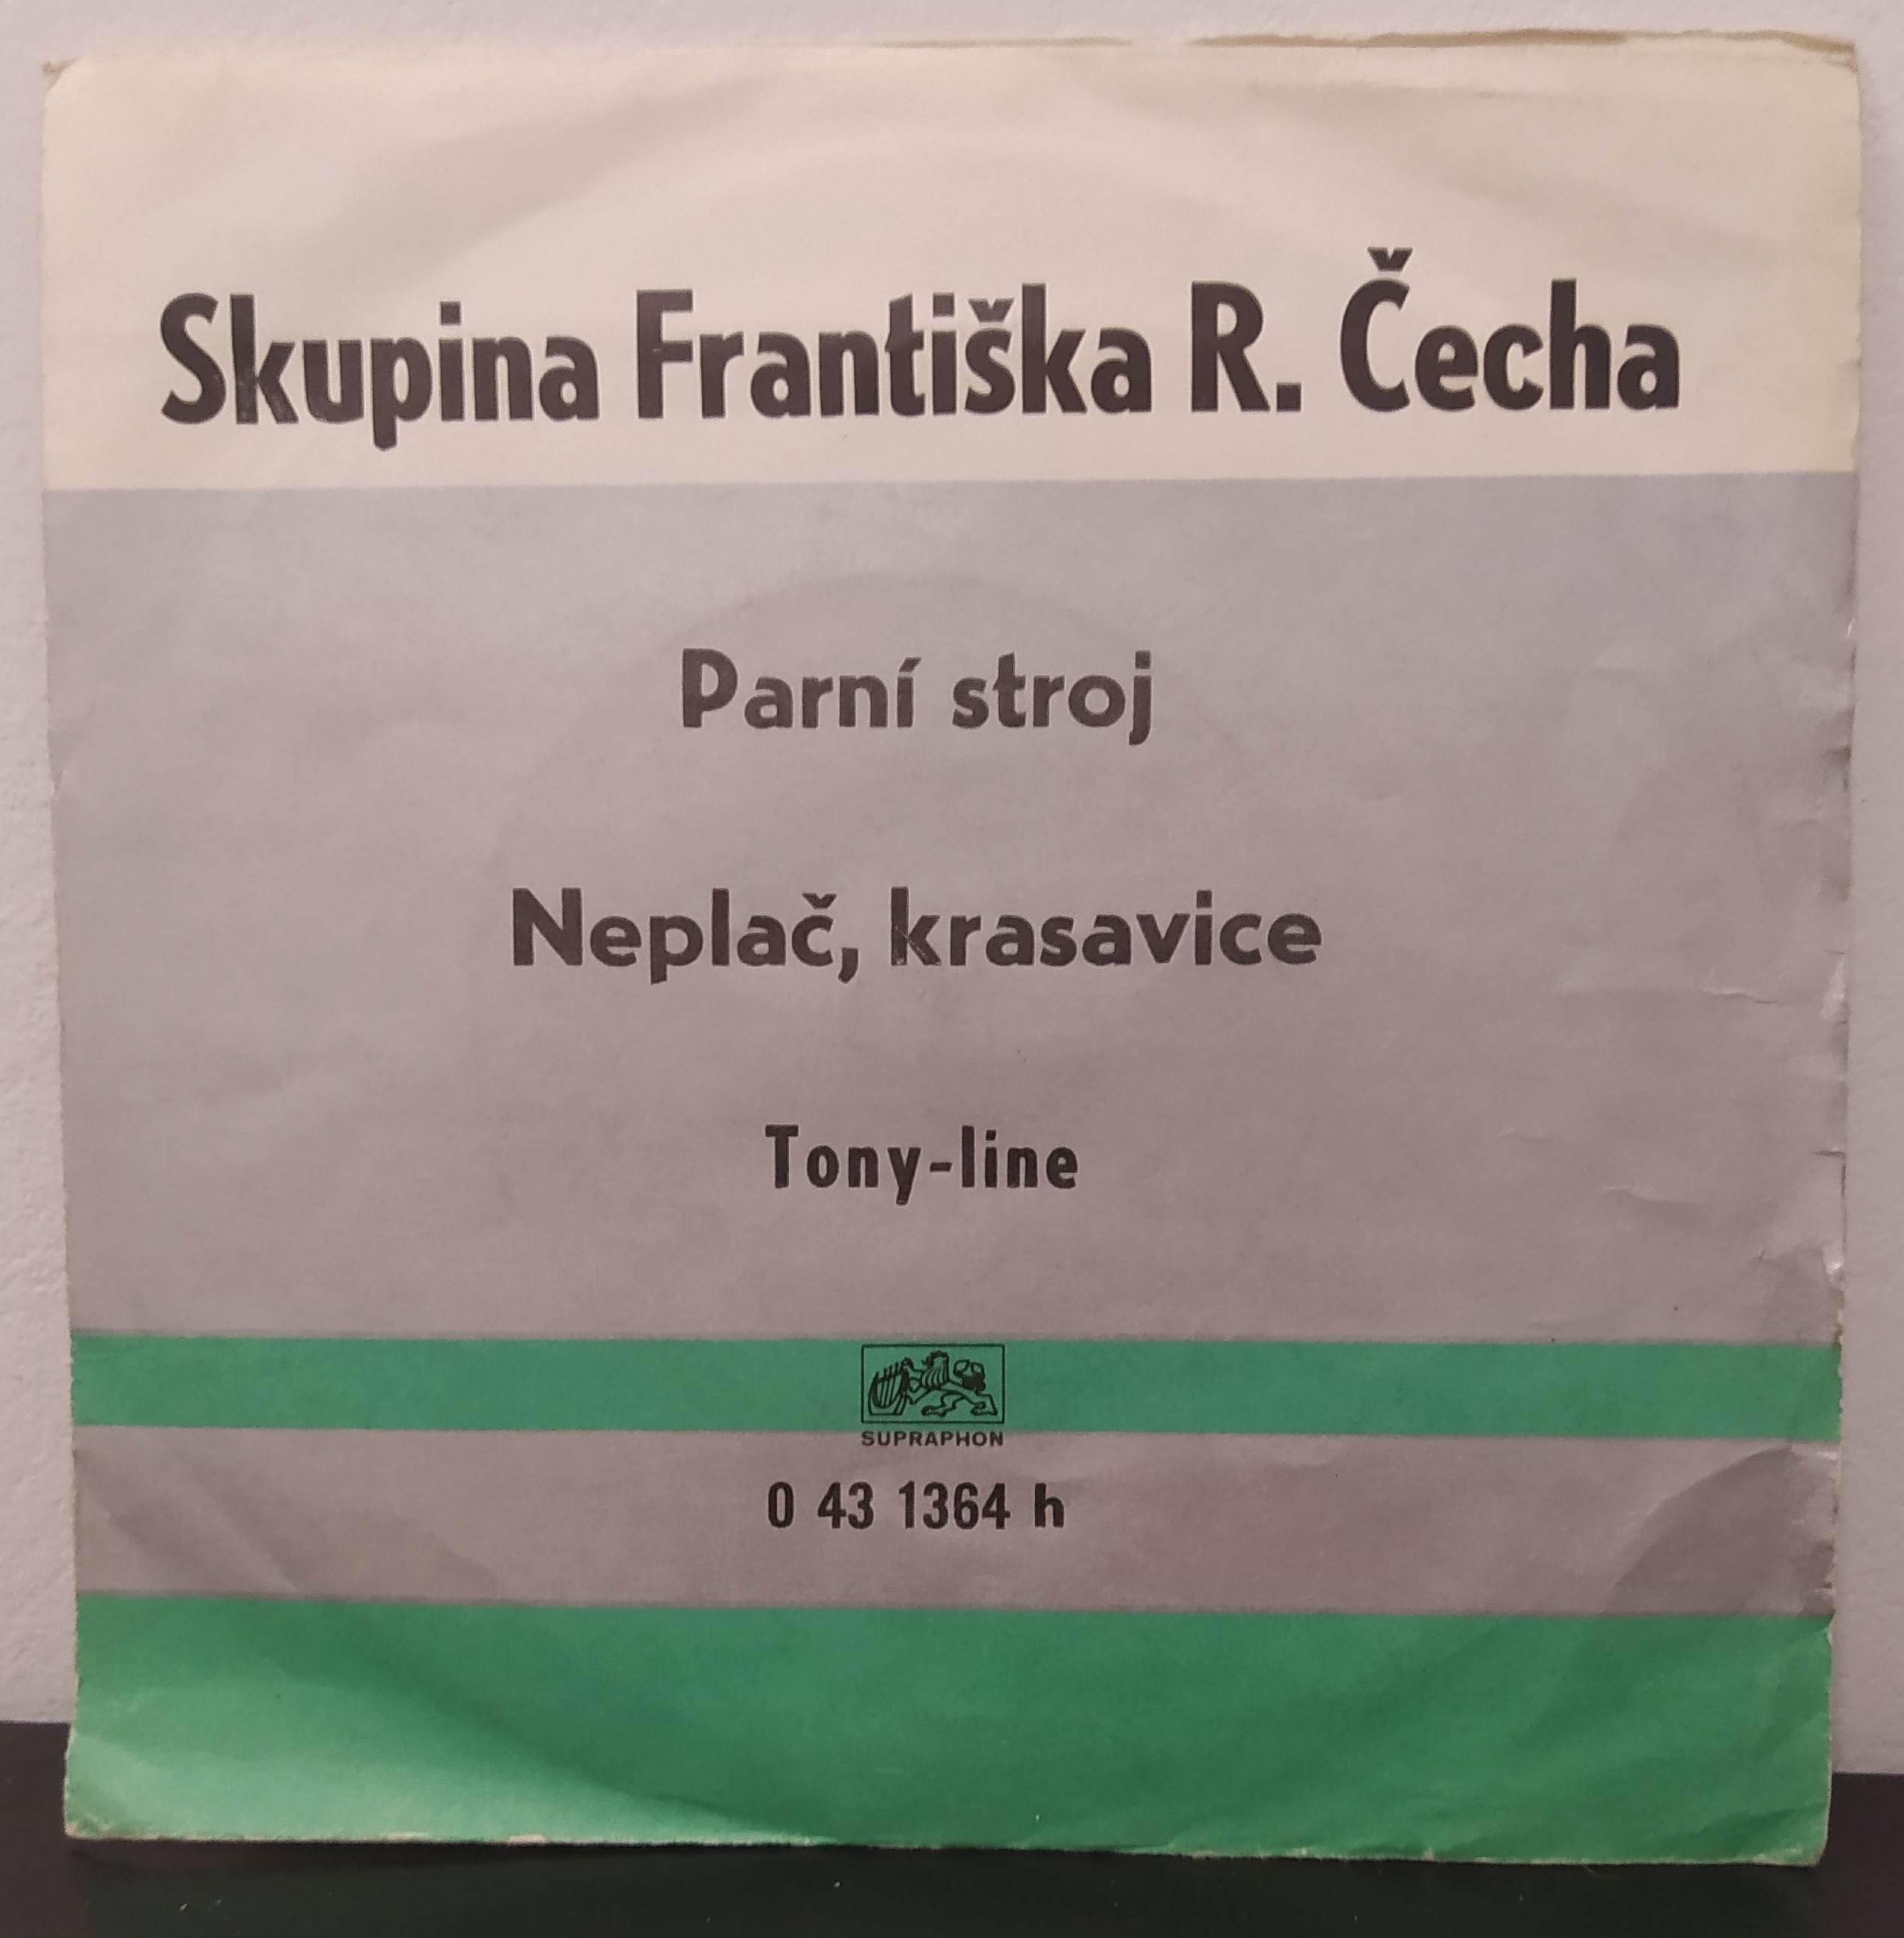 Skupina Františka R. Čecha
Parní stroj
Neplač, krasavice
Tony-line
SUPRAPHON
0 43 1364 h